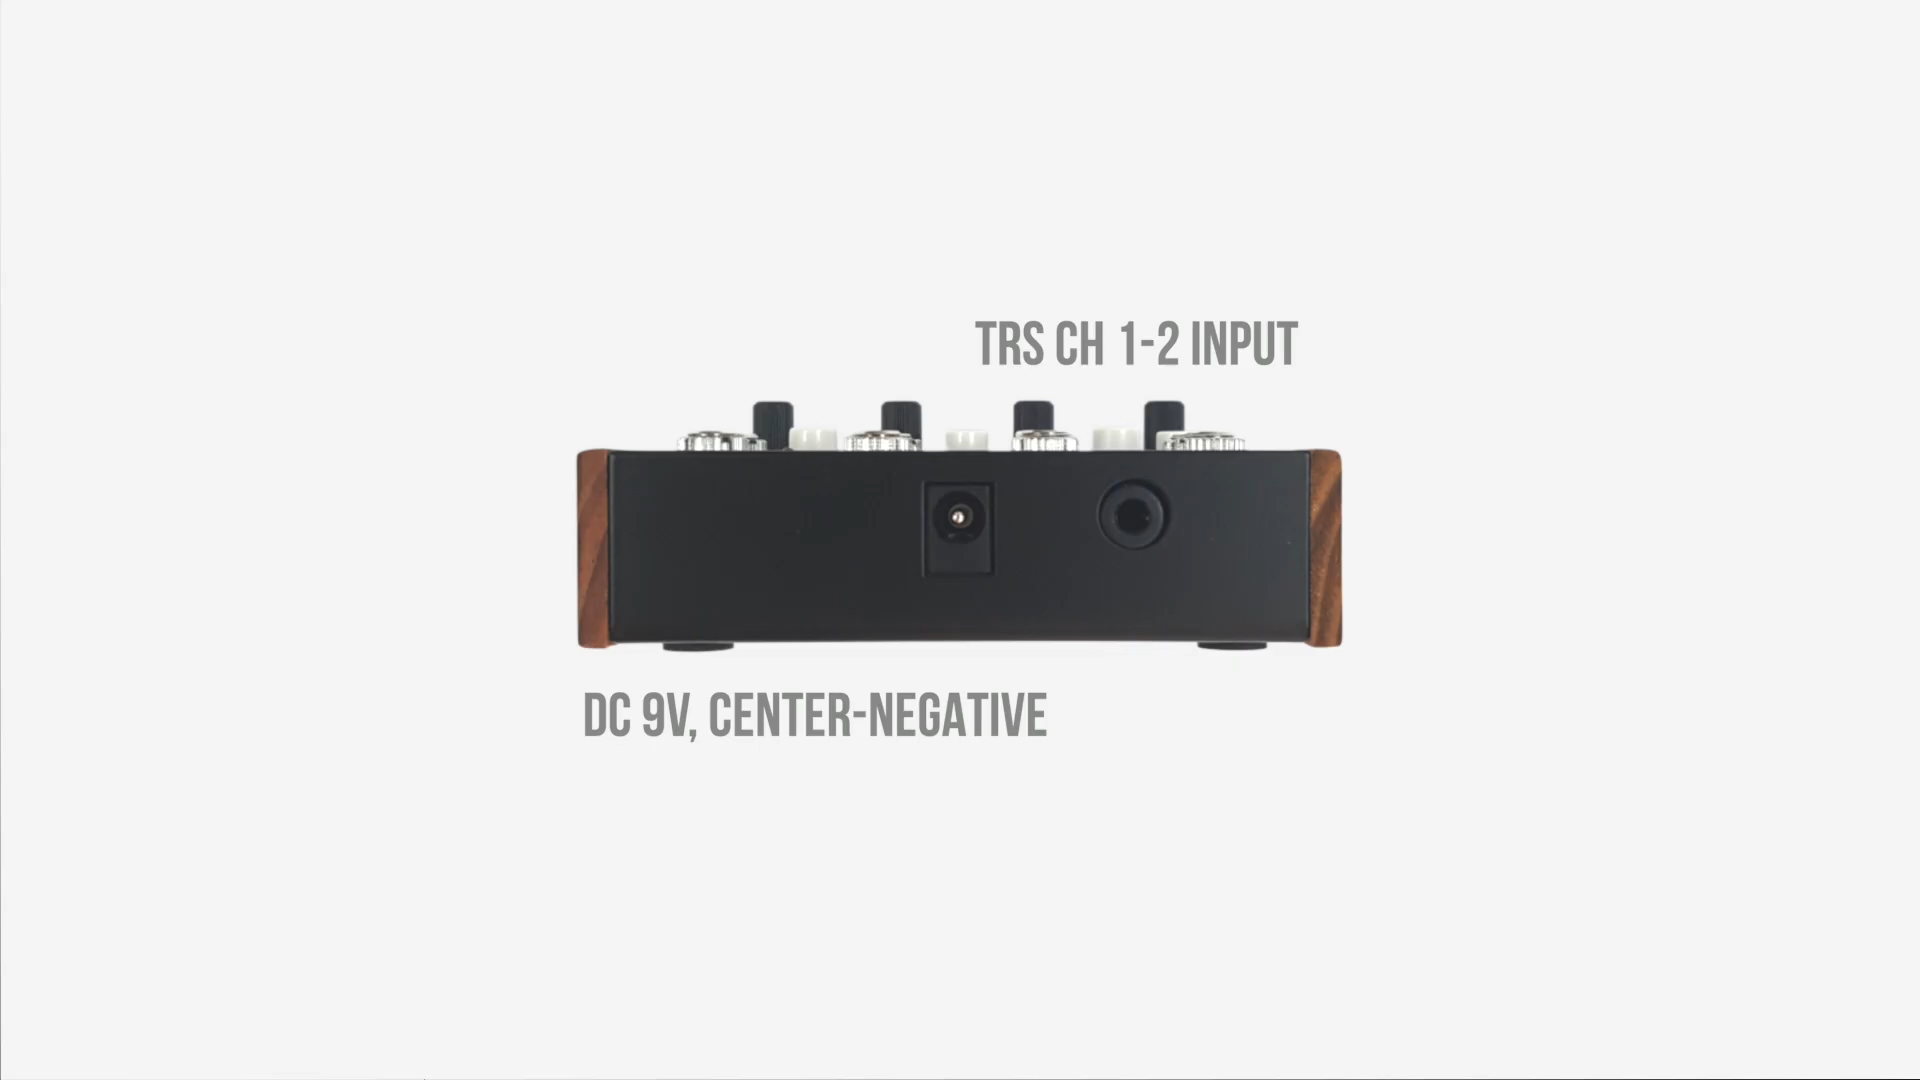 TRS CH 1-2 INPUT
DC 9V, CENTER-NEGATIVE